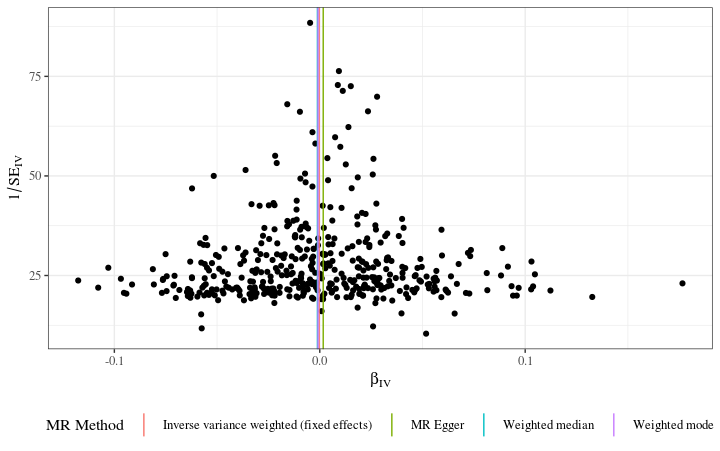 1/SE_IV
75
50
25
-0.1
0.0
0.1
β_IV
MR Method
Inverse variance weighted (fixed effects)
MR Egger
Weighted median
Weighted mode